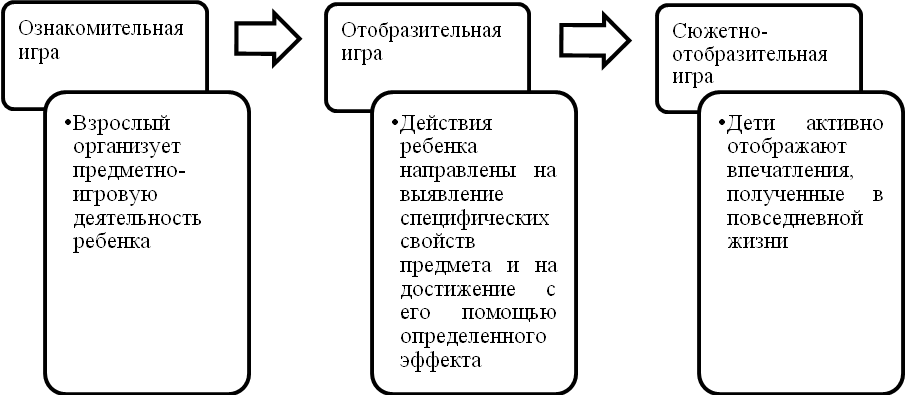 Ознакомительная
игра
•Взрослый
организует
предметно-
игровую
деятельность
ребенка
Отобразительная
игра
•Действия
ребенка
направлены на
выявление
специфических
свойств
предмета и на
достижение с
его помощью
определенного
эффекта
Сюжетно-
отобразительная
игра
•Дети активно
отображают
впечатления,
полученные в
повседневной
жизни